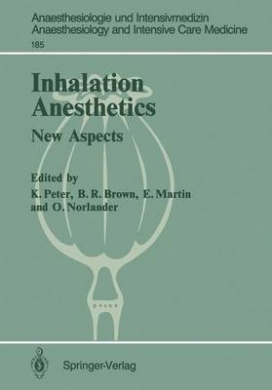 Anaesthesiologie und Intensivmedizin
Anaesthesiology and Intensive Care Medicine
185
Inhalation
Anesthetics
New Aspects
Edited by
K. Peter, B. R. Brown, E. Martin
and O. Norlander
Springer-Verlag